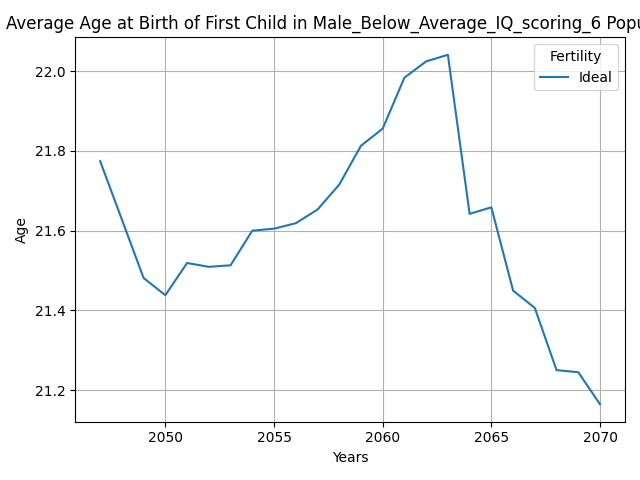 Average Age at Birth of First Child in Male_Below_Average_IQ_scoring_6
Fertility
Ideal
22.0
21.8
21.6
21.4
21.2
Age
2050 2055 2060 2065 2070
Years